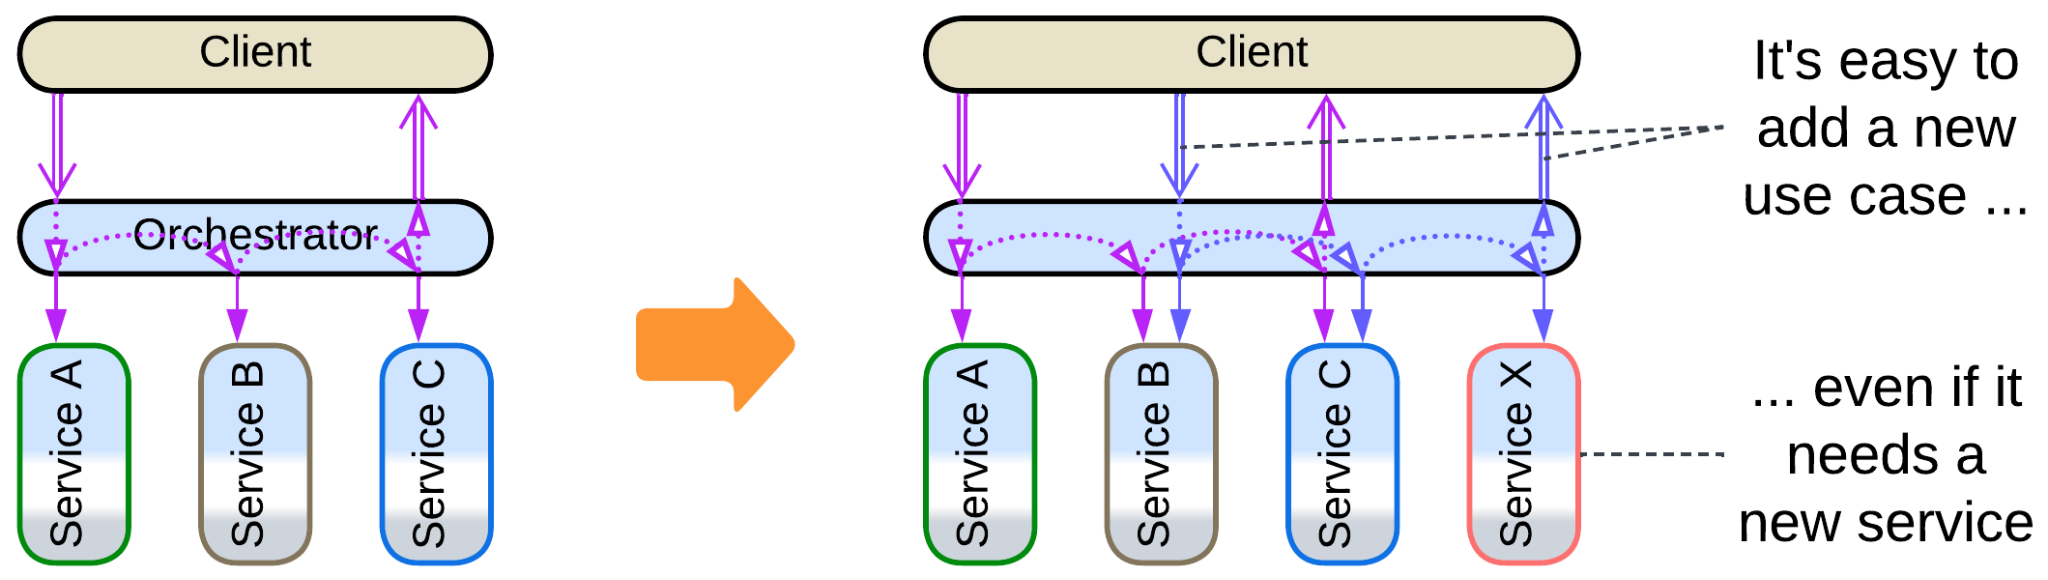 Client
Orchestrator
Service A
Service B
Service C
Client
Service A
Service B
Service C
Service X
It's easy to
add a new
use case ...
... even if it
needs a
new service